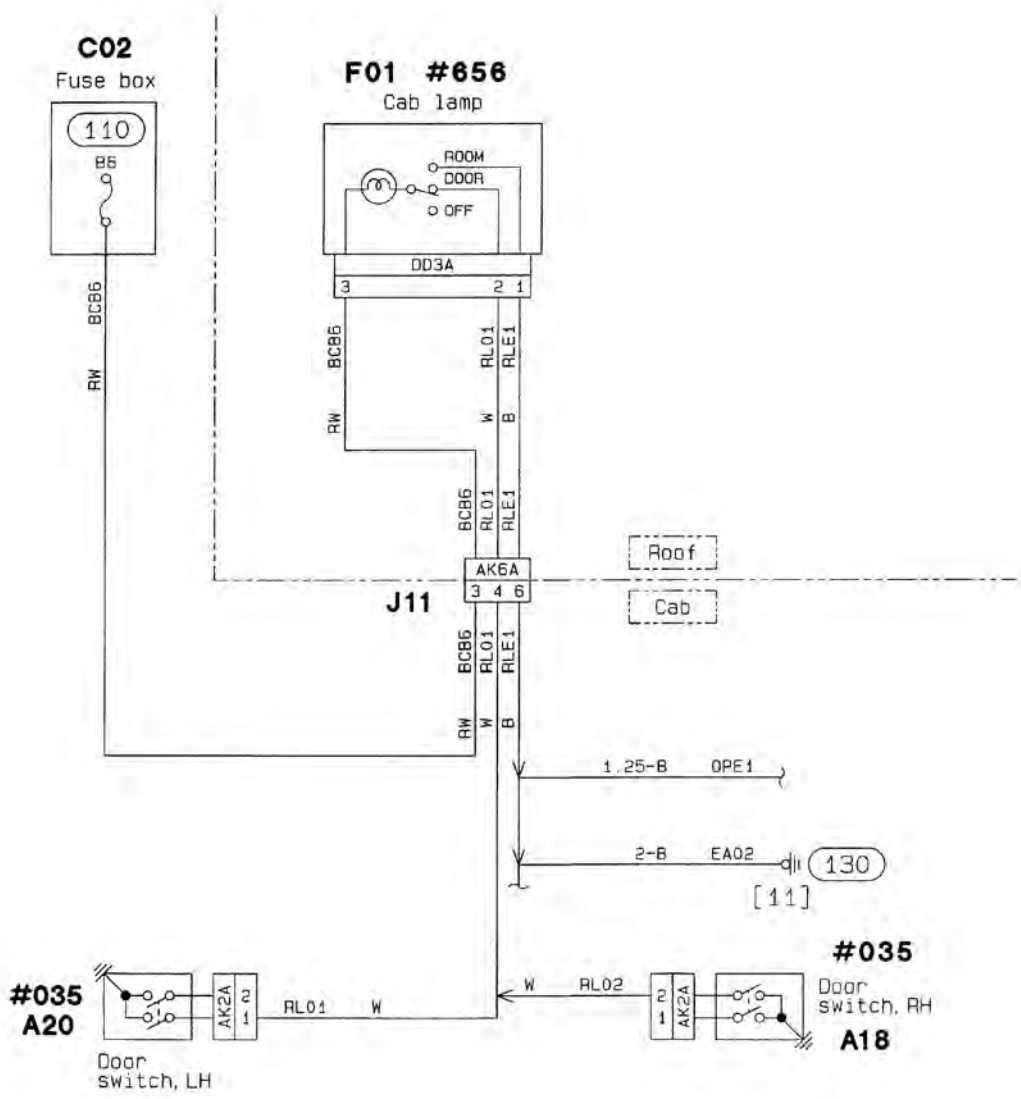 C02
Fuse box
110
B6
BCB6
RW
F01 #656
Cab lamp
ROOM
DOOR
OFF
DD3A
3 2 1
BCB6
RL01
RLE1
RW
W
B
BCB6
RL01
RLE1
AK6A
J11
3 4 6
Roof
Cab
BCB6
RL01
RLE1
RW
W
B
1.25-B OPE1
2-B EA02
130
[11]
#035
A20
AK2A
2
1
RL01 W
Door
switch, LH
W RL02
2
1
AK2A
#035
Door
switch, RH
A18